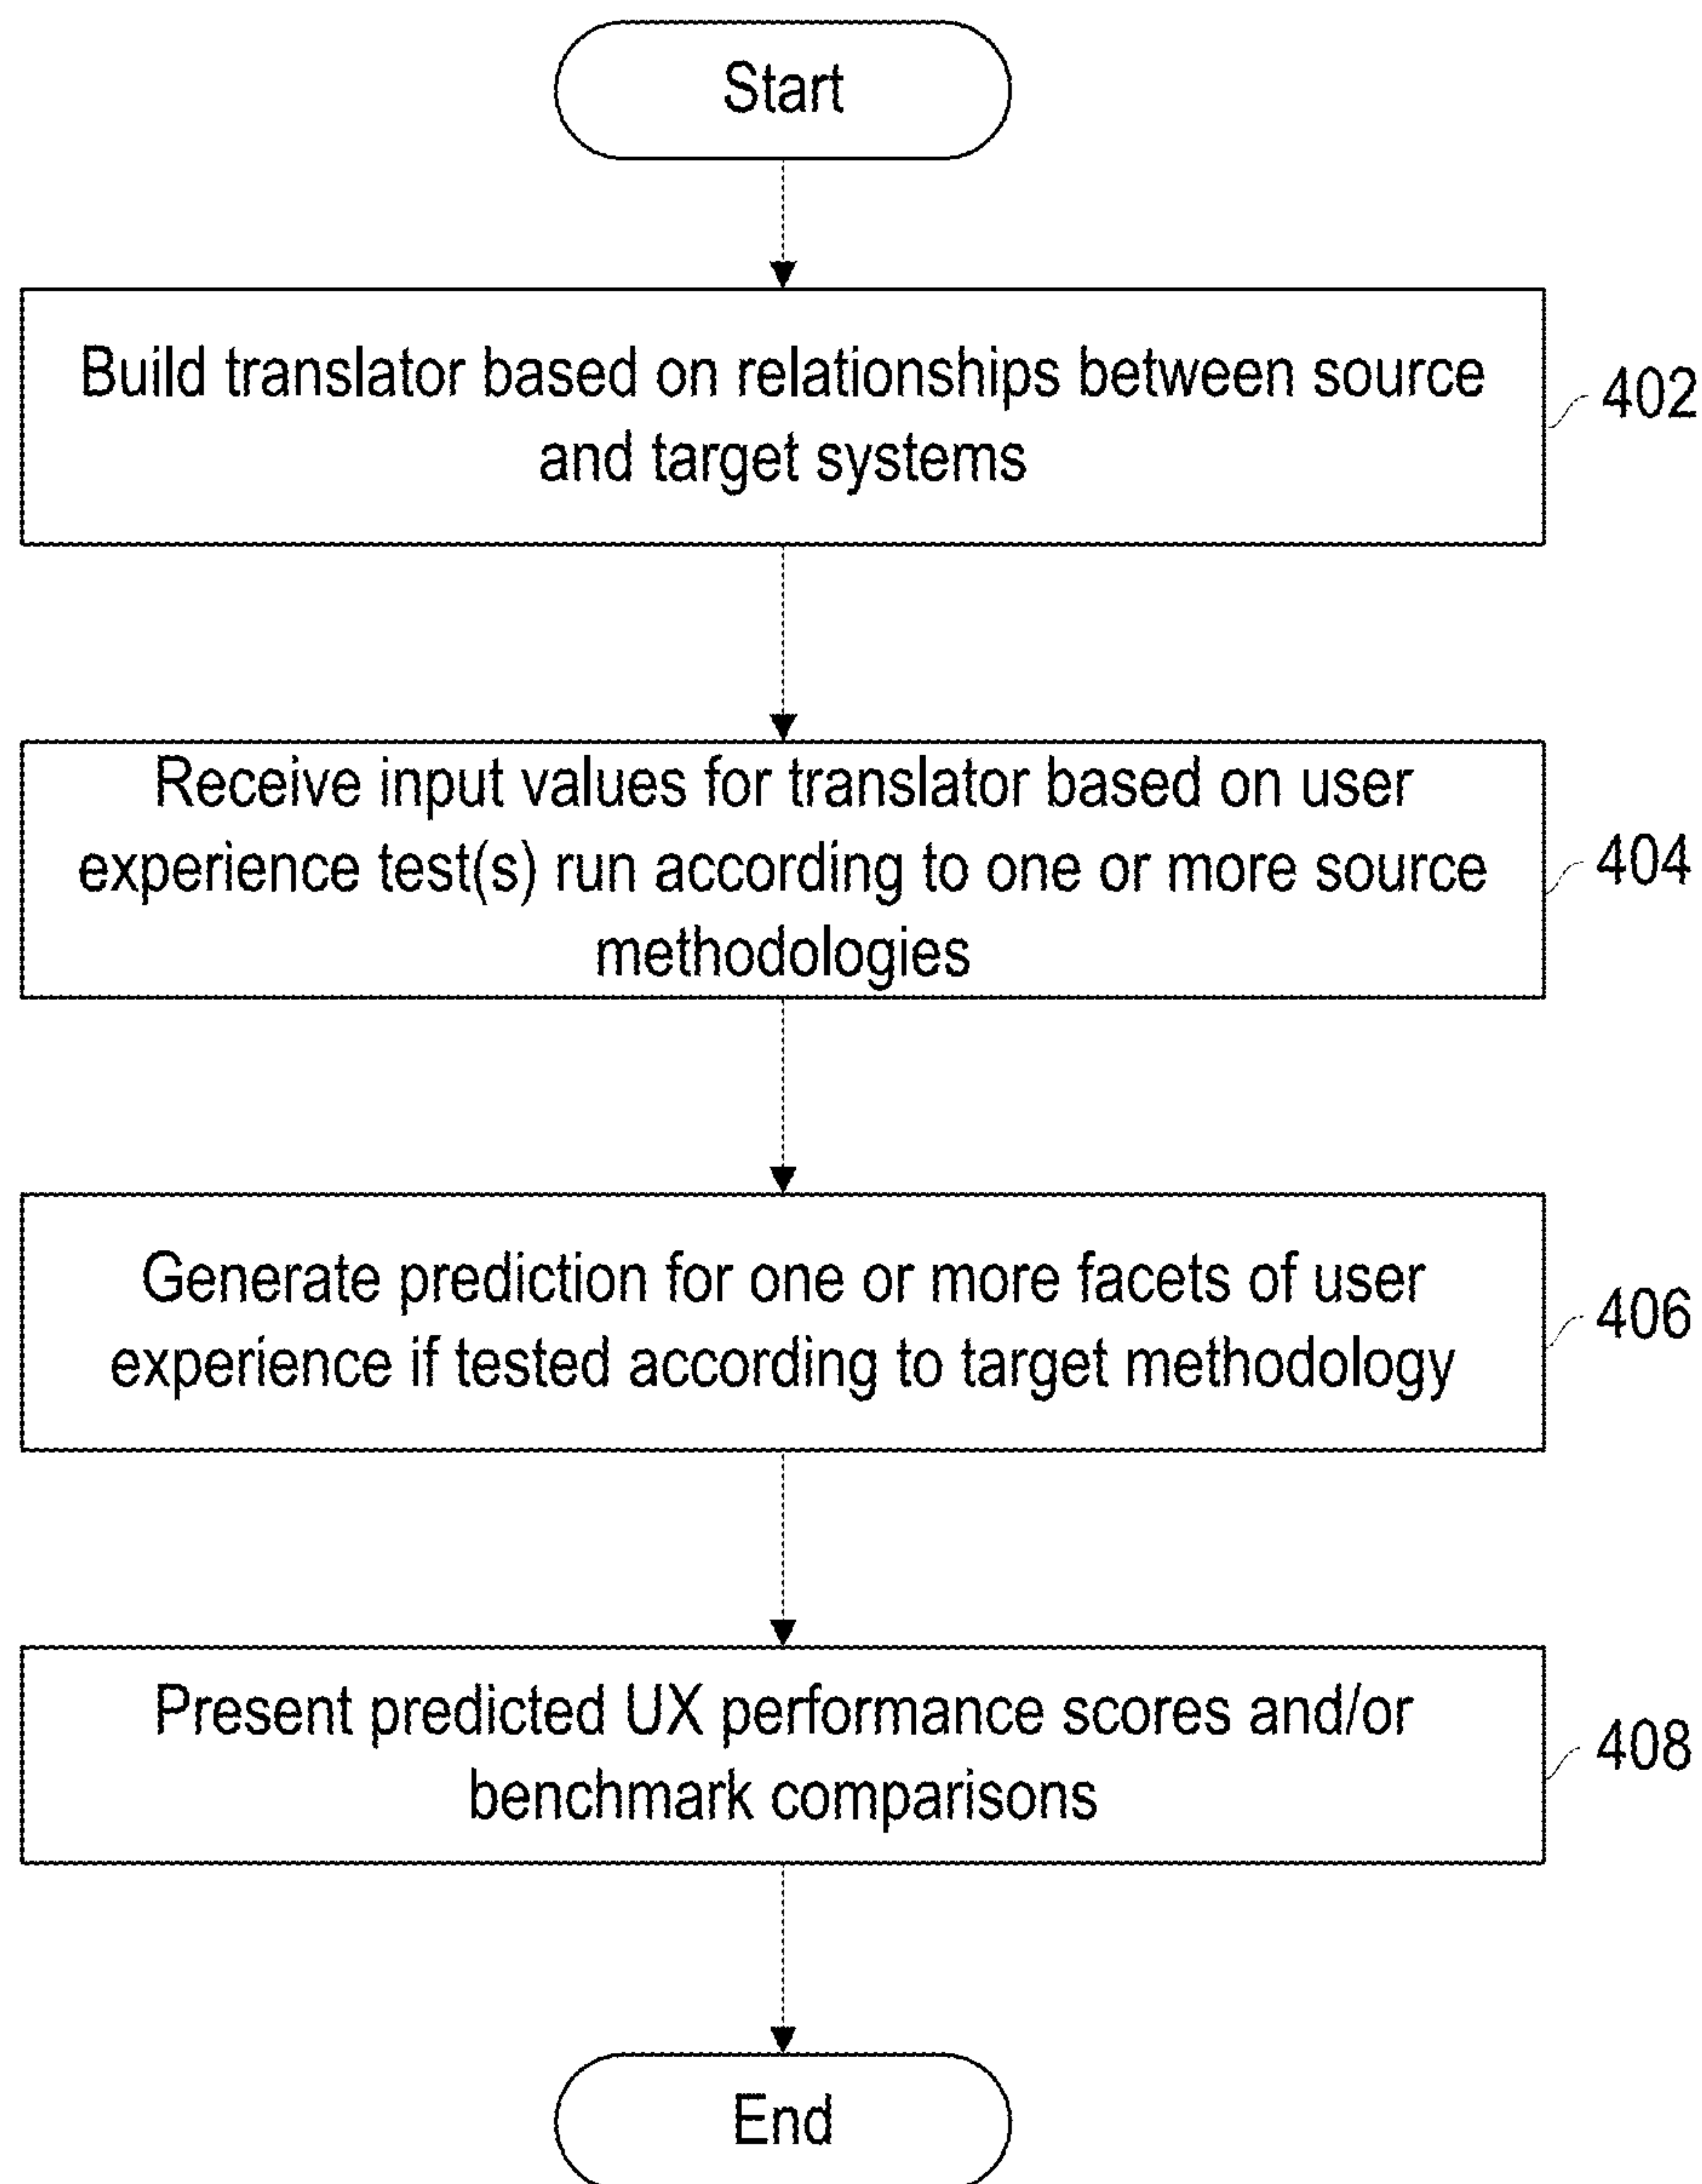 Start
Build translator based on relationships between source
and target systems
402
Receive input values for translator based on user
experience test(s) run according to one or more source
methodologies
404
Generate prediction for one or more facets of user
experience if tested according to target methodology
406
Present predicted UX performance scores and/or
benchmark comparisons
408
End